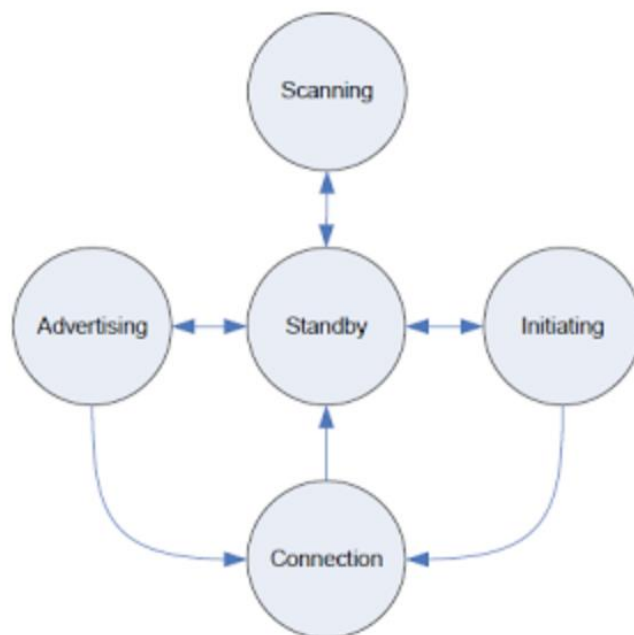 Scanning
Advertising
Standby
Initiating
Connection